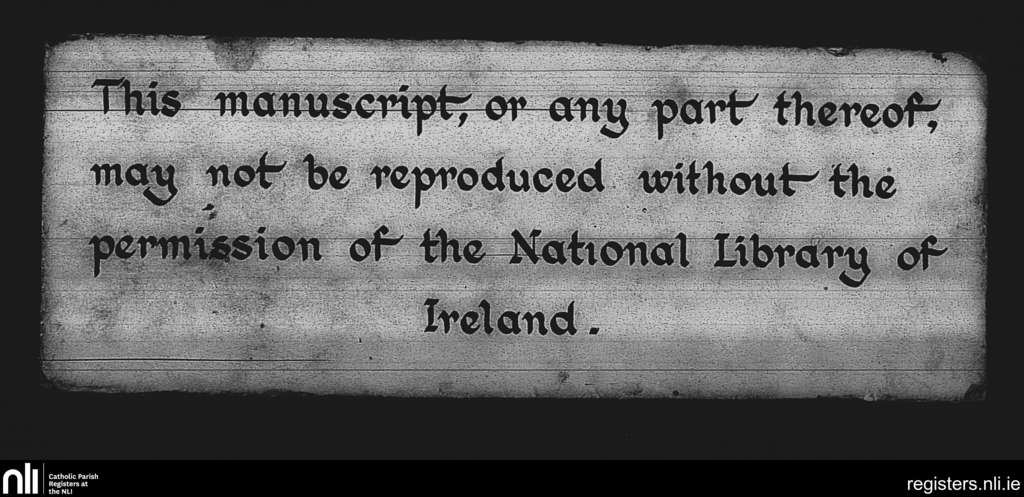 This manuscript, or any part thereof,
may not be reproduced without the
permission of the National Library of
Ireland.
nli
Catholic Parish
Registers at
the NLI
registers.nli.ie